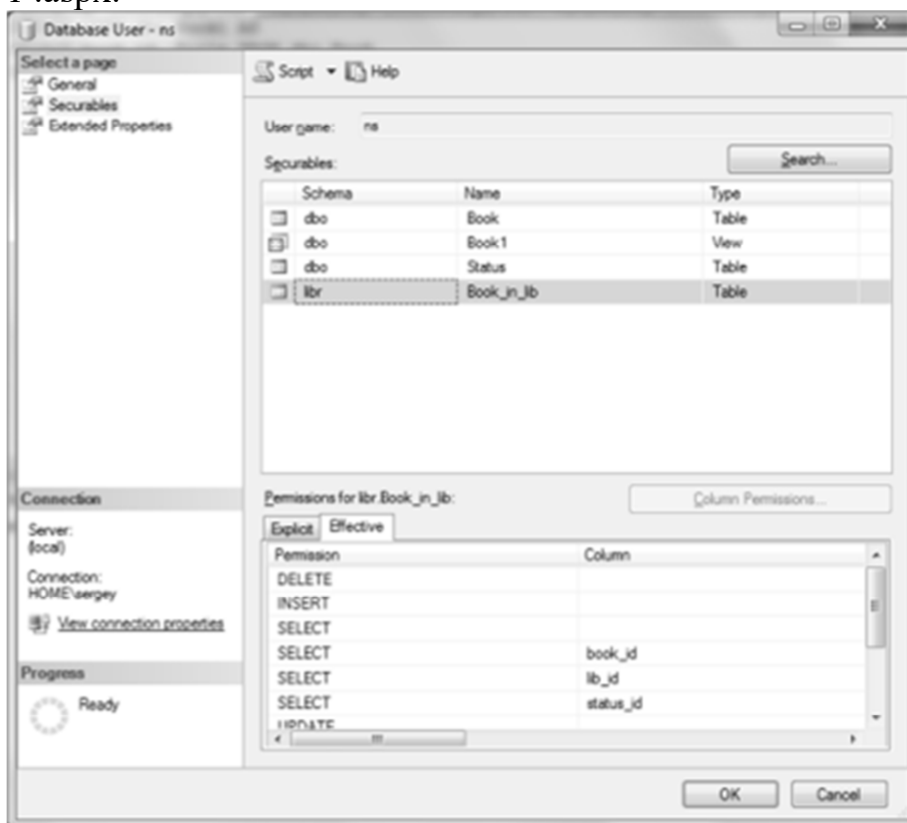 Database User - ns
Select a page
General
Securables
Extended Properties
Script Help
User name: ns
Securables:
Search...
Schema Name Type
dbo Book Table
dbo Book1 View
dbo Status Table
libr Book_in_lib Table
Connection
Server:
(local)
Connection:
HOME\sergey
View connection properties
Progress
Ready
Permissions for libr.Book_in_lib:
Column Permissions...
Explicit Effective
Permission Column
DELETE
INSERT
SELECT
SELECT book_id
SELECT lib_id
SELECT status_id
UPDATE
OK Cancel